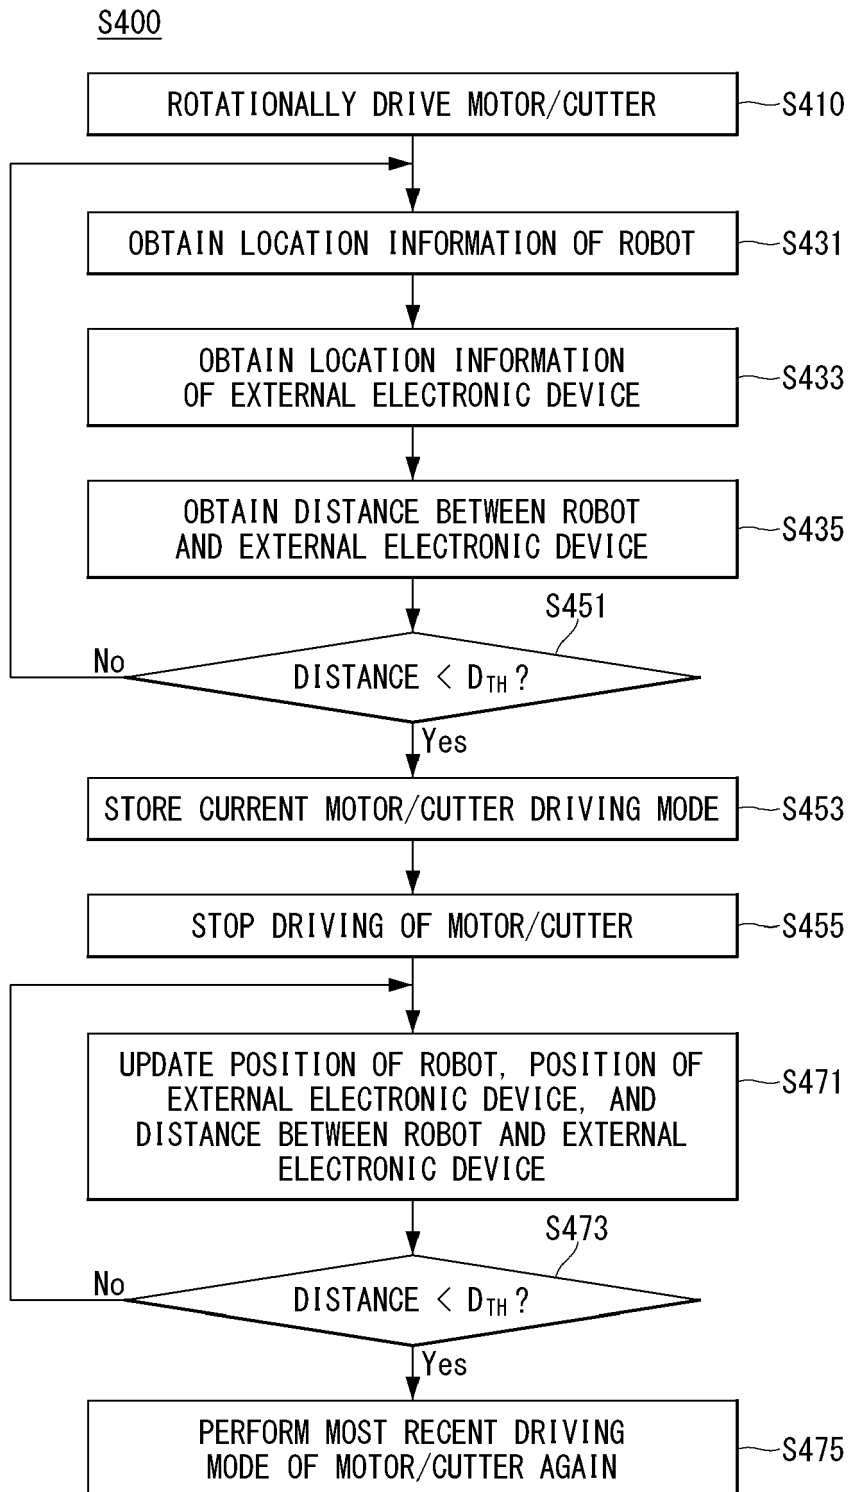 S400
ROTATIONALLY DRIVE MOTOR/CUTTER
S410
OBTAIN LOCATION INFORMATION OF ROBOT
S431
OBTAIN LOCATION INFORMATION
OF EXTERNAL ELECTRONIC DEVICE
S433
OBTAIN DISTANCE BETWEEN ROBOT
AND EXTERNAL ELECTRONIC DEVICE
S435
S451
No
DISTANCE < DTH ?
Yes
STORE CURRENT MOTOR/CUTTER DRIVING MODE
S453
STOP DRIVING OF MOTOR/CUTTER
S455
UPDATE POSITION OF ROBOT, POSITION OF
EXTERNAL ELECTRONIC DEVICE, AND
DISTANCE BETWEEN ROBOT AND EXTERNAL
ELECTRONIC DEVICE
S471
S473
No
DISTANCE < DTH ?
Yes
PERFORM MOST RECENT DRIVING
MODE OF MOTOR/CUTTER AGAIN
S475